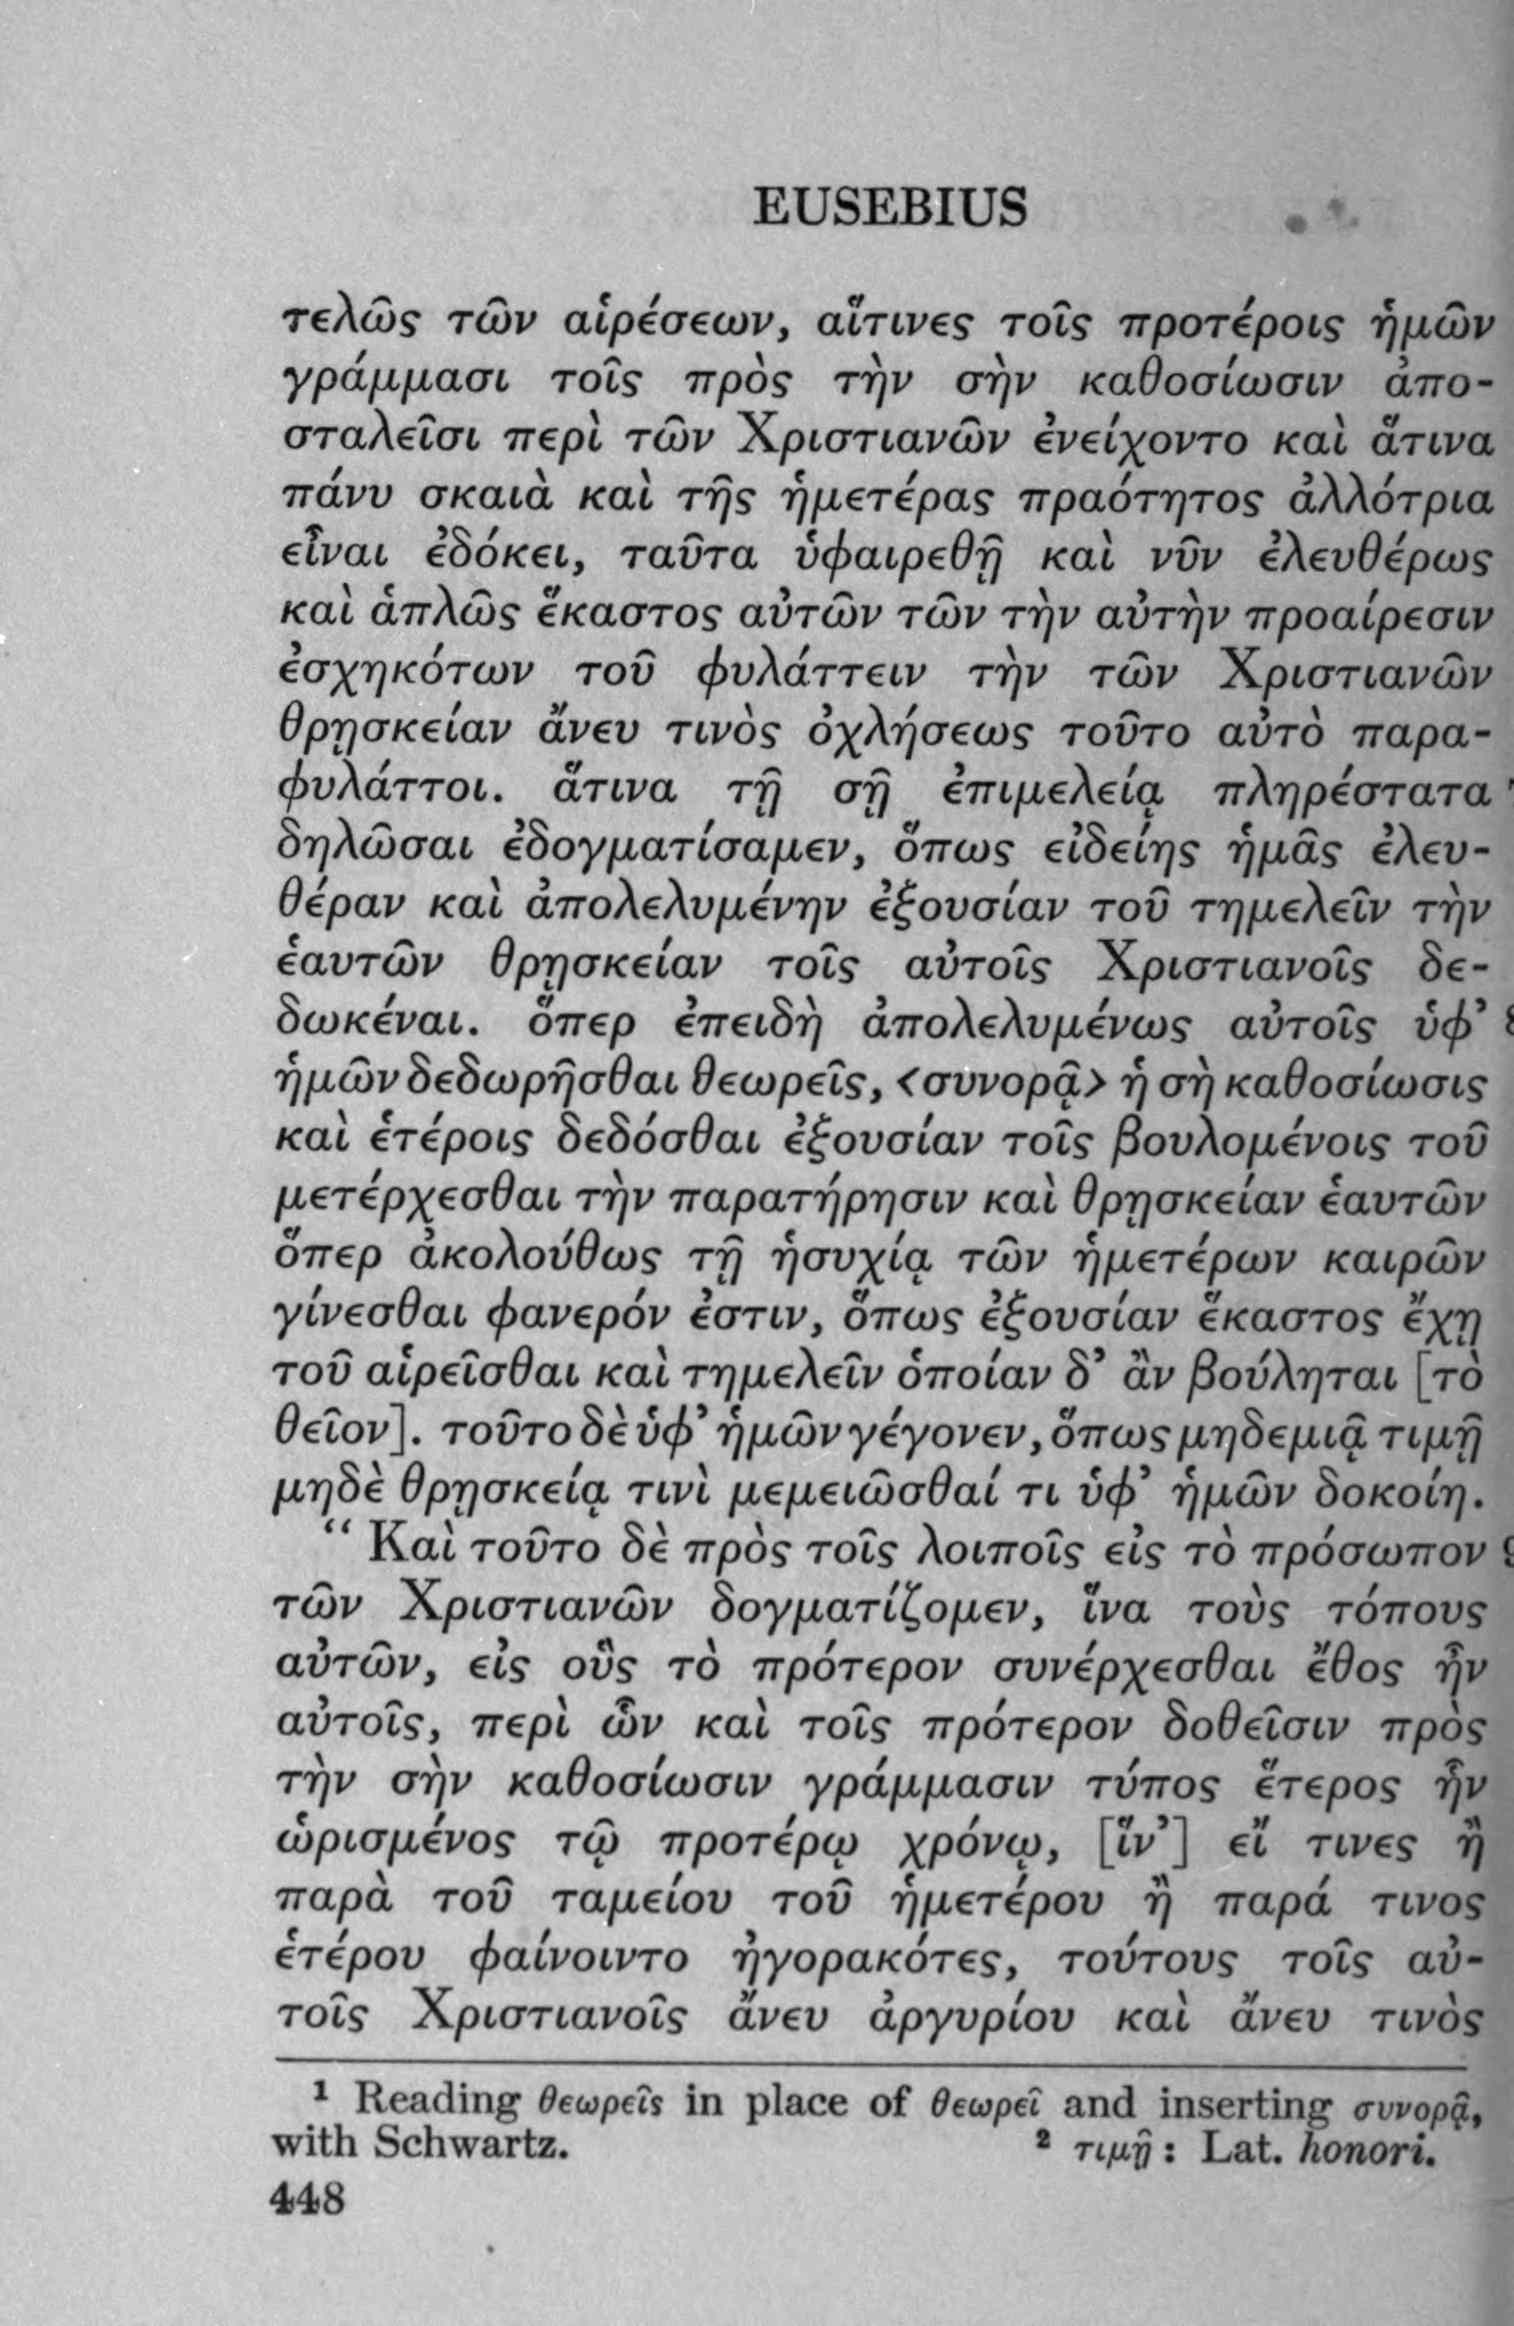 EUSEBIUS
τελῶς τῶν αἱρέσεων, αἵτινες τοῖς προτέροις ἡμῶν
γράμμασι τοῖς πρὸς τὴν σὴν καθοσίωσιν ἀπο-
σταλεῖσι περὶ τῶν Χριστιανῶν ἐνείχοντο καὶ ἅτινα
πάνυ σκαιὰ καὶ τῆς ἡμετέρας πραότητος ἀλλότρια
εἶναι ἐδόκει, ταῦτα ὑφαιρεθῇ καὶ νῦν ἐλευθέρως
καὶ ἁπλῶς ἕκαστος αὐτῶν τῶν τὴν αὐτὴν προαίρεσιν
ἐσχηκότων τοῦ φυλάττειν τὴν τῶν Χριστιανῶν
θρῃσκείαν ἄνευ τινὸς ὀχλήσεως τοῦτο αὐτὸ παρα-
φυλάττοι. ἅτινα τῇ σῇ ἐπιμελείᾳ πληρέστατα
δηλῶσαι ἐδογματίσαμεν, ὅπως εἰδείης ἡμᾶς ἐλευ-
θέραν καὶ ἀπολελυμένην ἐξουσίαν τοῦ τημελεῖν τὴν
ἑαυτῶν θρῃσκείαν τοῖς αὐτοῖς Χριστιανοῖς δε-
δωκέναι. ὅπερ ἐπειδὴ ἀπολελυμένως αὐτοῖς ὑφ’ 8
ἡμῶν δεδωρῆσθαι θεωρεῖς, <συνορᾷ> ἡ σὴ καθοσίωσις
καὶ ἑτέροις δεδόσθαι ἐξουσίαν τοῖς βουλομένοις τοῦ
μετέρχεσθαι τὴν παρατήρησιν καὶ θρῃσκείαν ἑαυτῶν
ὅπερ ἀκολούθως τῇ ἡσυχίᾳ τῶν ἡμετέρων καιρῶν
γίνεσθαι φανερόν ἐστιν, ὅπως ἐξουσίαν ἕκαστος ἔχῃ
τοῦ αἱρεῖσθαι καὶ τημελεῖν ὁποίαν δ’ ἂν βούληται [τὸ
θεῖον]. τοῦτο δὲ ὑφ’ ἡμῶν γέγονεν, ὅπως μηδεμιᾷ τιμῇ
μηδὲ θρῃσκείᾳ τινὶ μεμειῶσθαί τι ὑφ’ ἡμῶν δοκοίη.
“ Καὶ τοῦτο δὲ πρὸς τοῖς λοιποῖς εἰς τὸ πρόσωπον 9
τῶν Χριστιανῶν δογματίζομεν, ἵνα τοὺς τόπους
αὐτῶν, εἰς οὓς τὸ πρότερον συνέρχεσθαι ἔθος ἦν
αὐτοῖς, περὶ ὧν καὶ τοῖς πρότερον δοθεῖσιν πρὸς
τὴν σὴν καθοσίωσιν γράμμασιν τύπος ἕτερος ἦν
ὡρισμένος τῷ προτέρῳ χρόνῳ, [ἵν’] εἴ τινες ἢ
παρὰ τοῦ ταμείου τοῦ ἡμετέρου ἢ παρά τινος
ἑτέρου φαίνοιντο ἠγορακότες, τούτους τοῖς αὐ-
τοῖς Χριστιανοῖς ἄνευ ἀργυρίου καὶ ἄνευ τινὸς
¹ Reading θεωρεῖς in place of θεωρεῖ and inserting συνορᾷ,
with Schwartz. ² τιμῇ : Lat. honori.
448